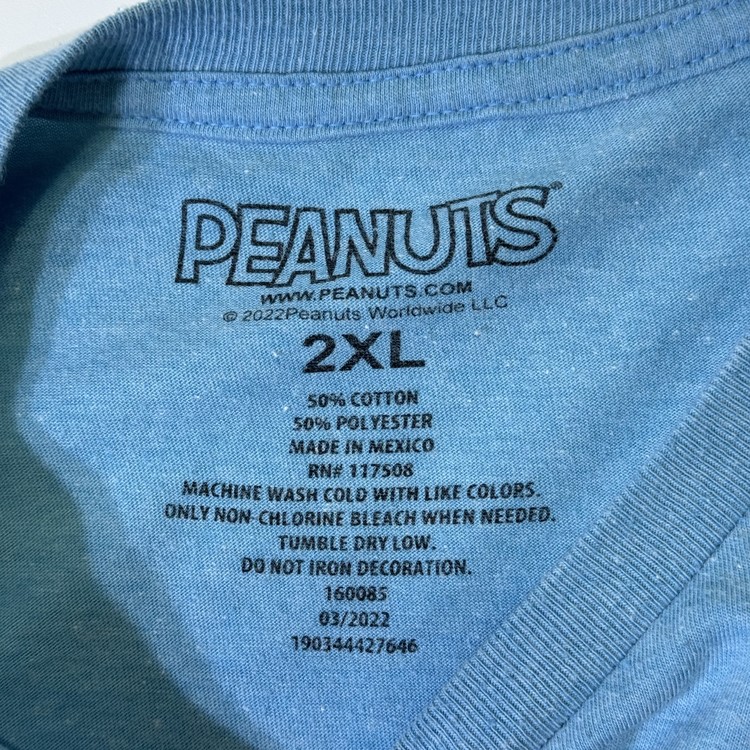 PEANUTS®
WWW.PEANUTS.COM
© 2022Peanuts Worldwide LLC
2XL
50% COTTON
50% POLYESTER
MADE IN MEXICO
RN# 117508
MACHINE WASH COLD WITH LIKE COLORS.
ONLY NON-CHLORINE BLEACH WHEN NEEDED.
TUMBLE DRY LOW.
DO NOT IRON DECORATION.
160085
03/2022
190344427646